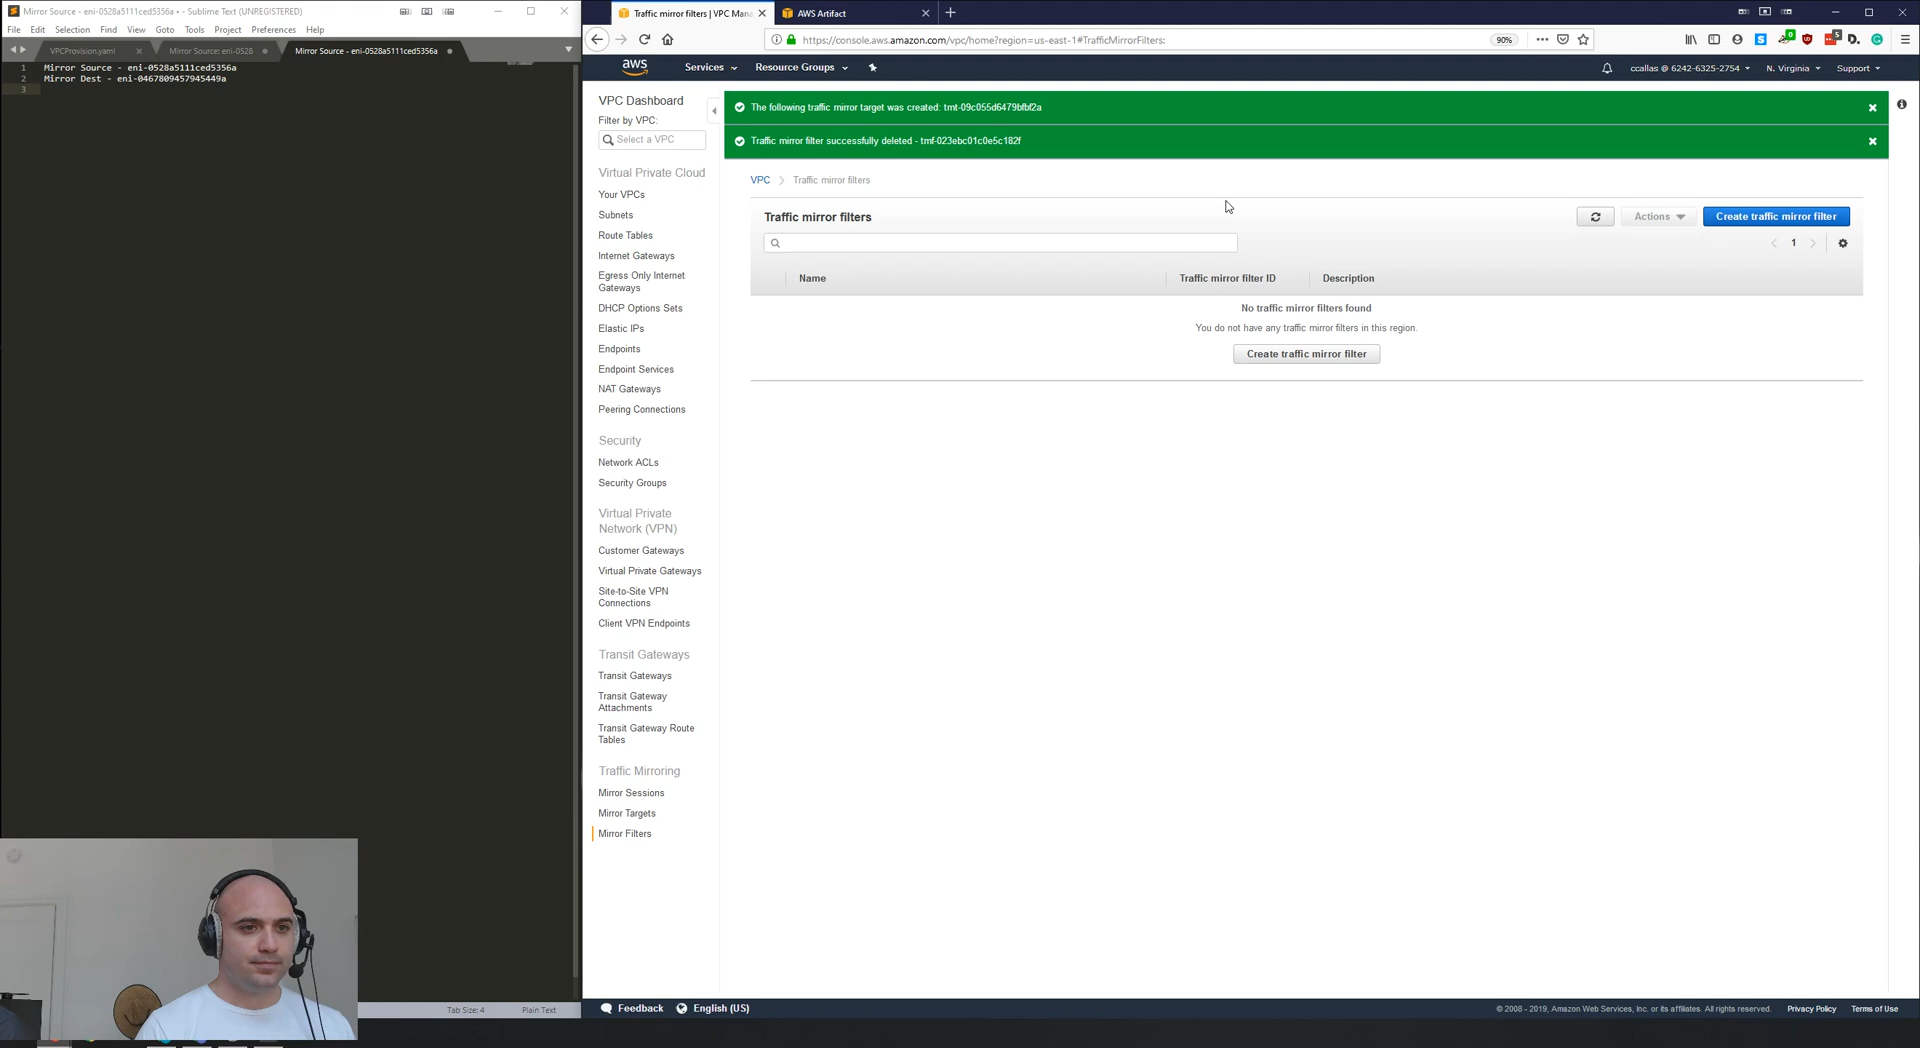 Mirror Source - eni-0528a5111ced5356a • - Sublime Text (UNREGISTERED)
File Edit Selection Find View Goto Tools Project Preferences Help
VPCProvision.yaml
Mirror Source: eni-0528
Mirror Source - eni-0528a5111ced5356a
1 Mirror Source - eni-0528a5111ced5356a
2 Mirror Dest - eni-0467809457945449a
3
Tab Size: 4 Plain Text
Traffic mirror filters | VPC Mana
AWS Artifact
https://console.aws.amazon.com/vpc/home?region=us-east-1#TrafficMirrorFilters:
90%
aws
Services
Resource Groups
ccallas @ 6242-6325-2754
N. Virginia
Support
VPC Dashboard
Filter by VPC:
Select a VPC
Virtual Private Cloud
Your VPCs
Subnets
Route Tables
Internet Gateways
Egress Only Internet
Gateways
DHCP Options Sets
Elastic IPs
Endpoints
Endpoint Services
NAT Gateways
Peering Connections
Security
Network ACLs
Security Groups
Virtual Private
Network (VPN)
Customer Gateways
Virtual Private Gateways
Site-to-Site VPN
Connections
Client VPN Endpoints
Transit Gateways
Transit Gateways
Transit Gateway
Attachments
Transit Gateway Route
Tables
Traffic Mirroring
Mirror Sessions
Mirror Targets
Mirror Filters
The following traffic mirror target was created: tmt-09c055d6479bfbf2a
Traffic mirror filter successfully deleted - tmf-023ebc01c0e5c182f
VPC
Traffic mirror filters
Traffic mirror filters
Actions
Create traffic mirror filter
1
Name
Traffic mirror filter ID
Description
No traffic mirror filters found
You do not have any traffic mirror filters in this region.
Create traffic mirror filter
Feedback
English (US)
© 2008 - 2019, Amazon Web Services, Inc. or its affiliates. All rights reserved.
Privacy Policy
Terms of Use